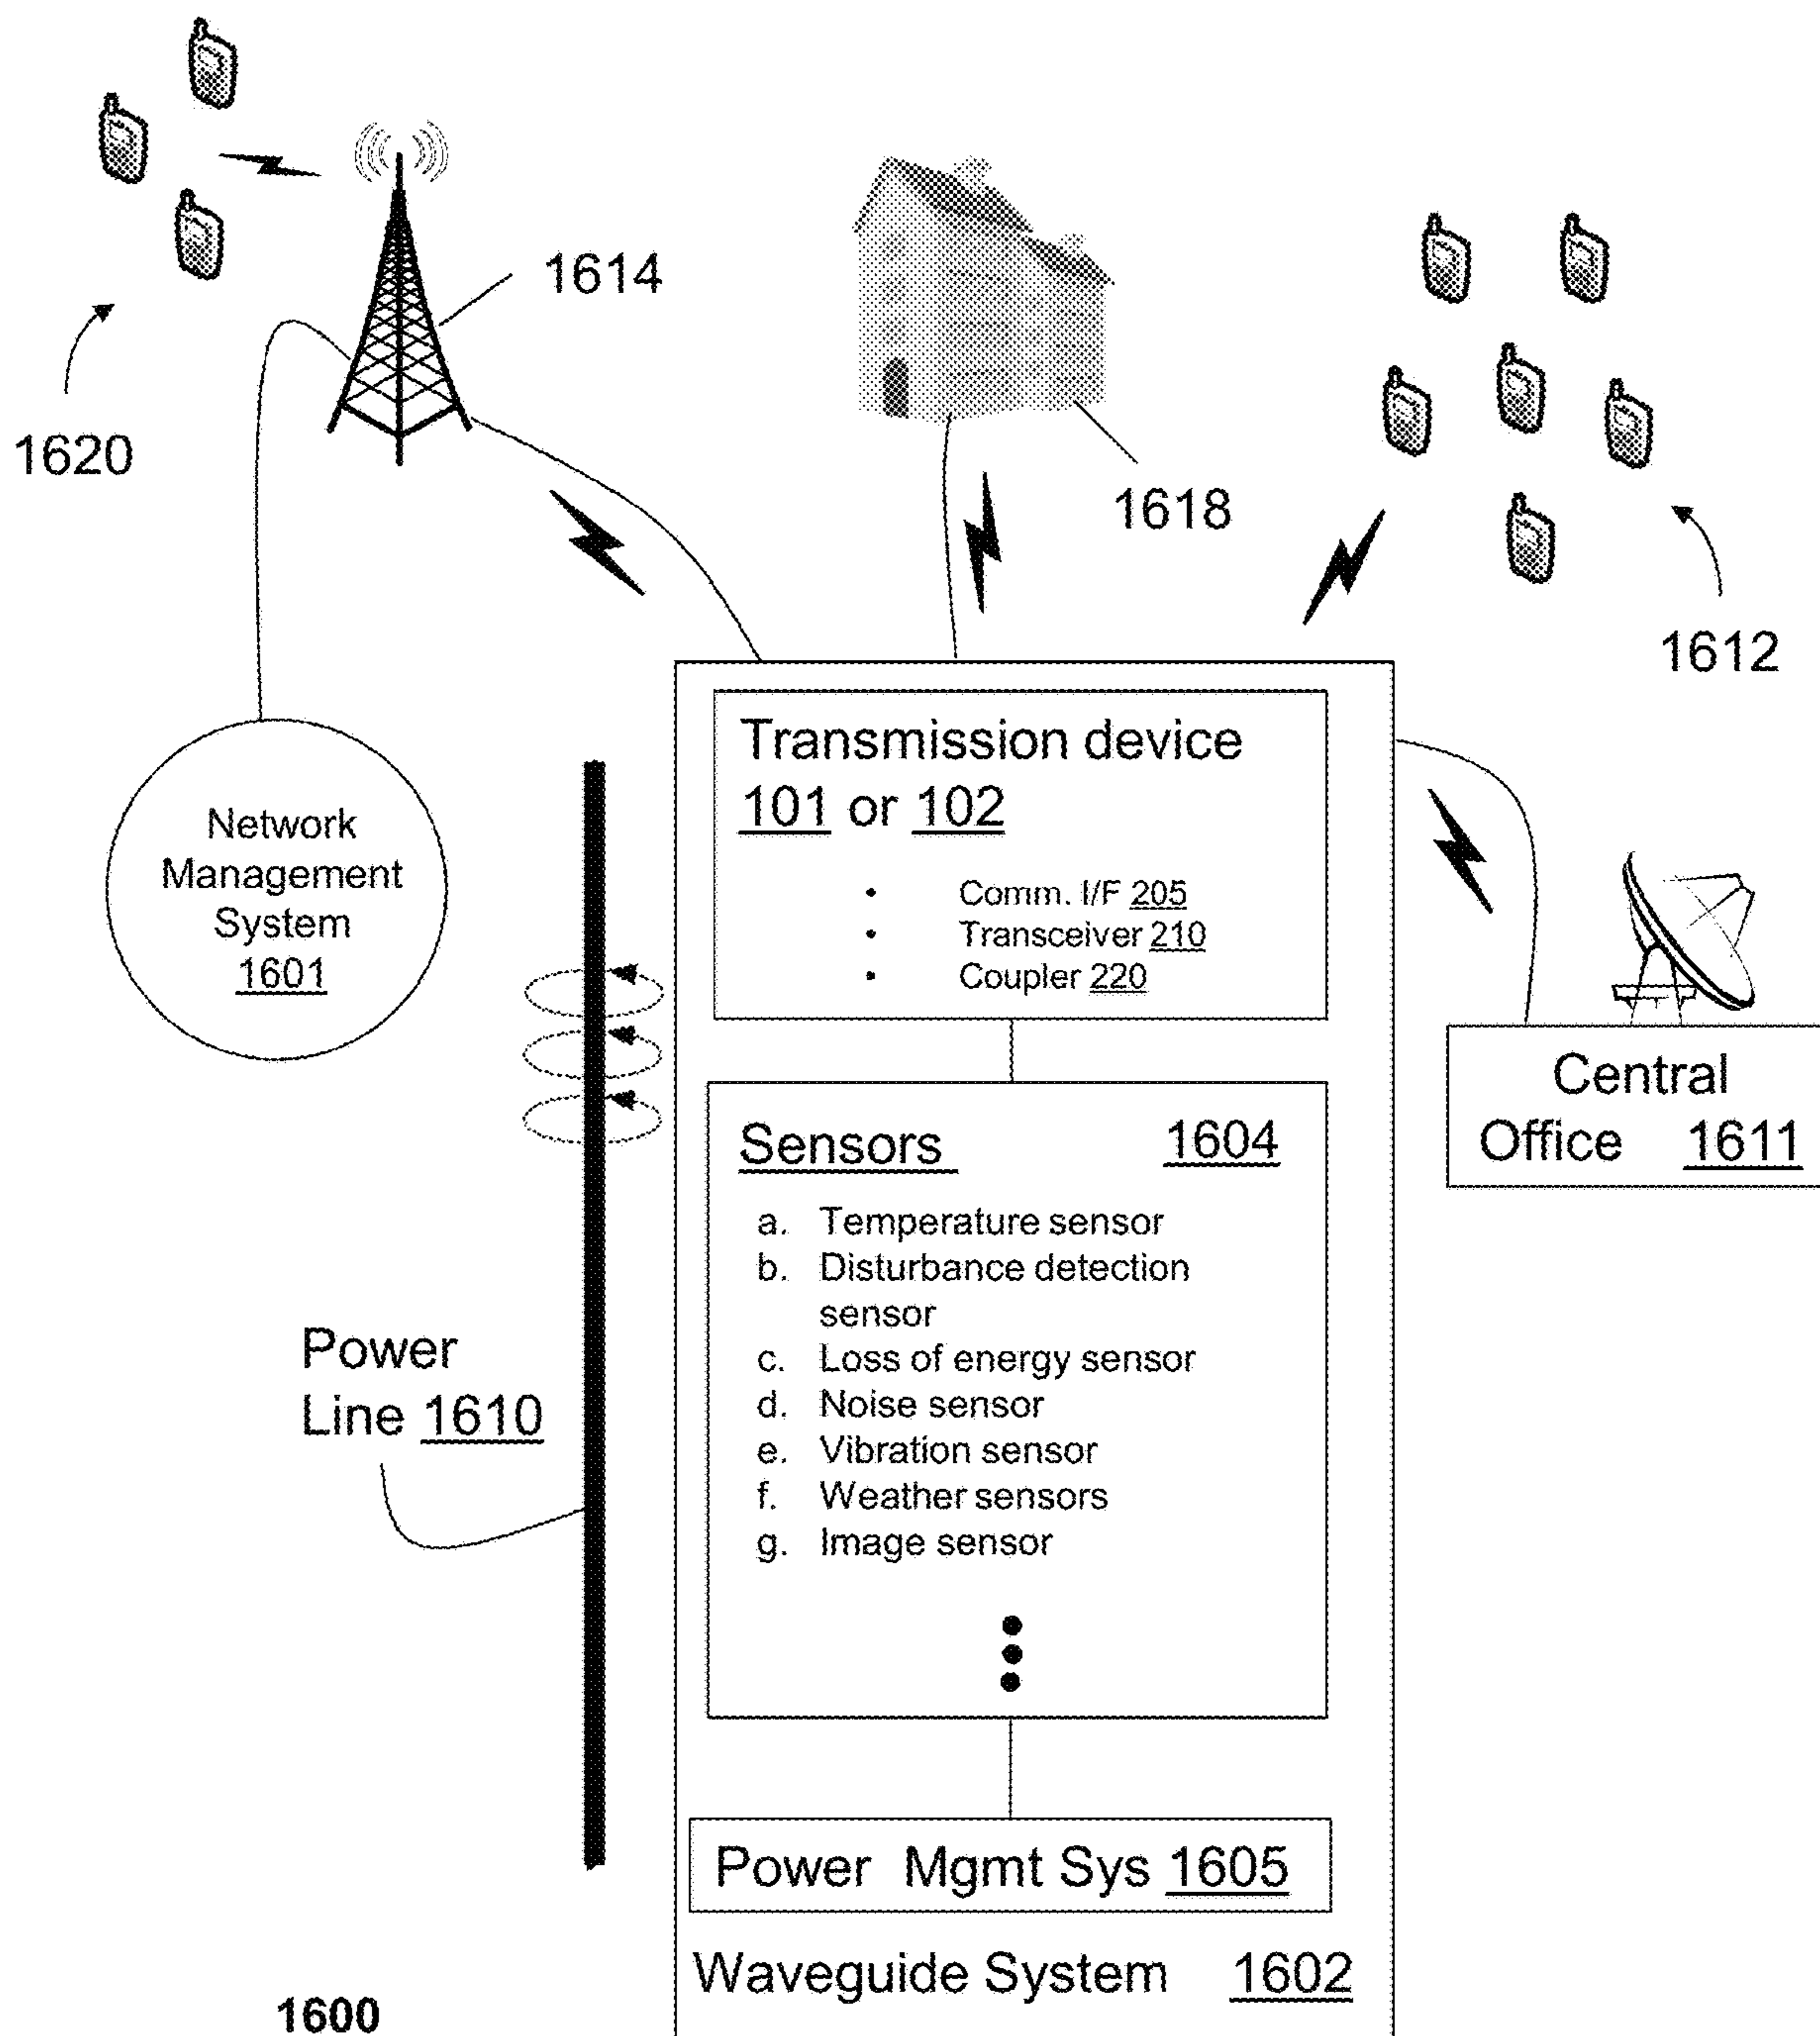 1614
1620
1618
1612
Transmission device
101 or 102
• Comm. I/F 205
• Transceiver 210
• Coupler 220
Network
Management
System
1601
Central
Office 1611
Sensors 1604
a. Temperature sensor
b. Disturbance detection
sensor
c. Loss of energy sensor
d. Noise sensor
e. Vibration sensor
f. Weather sensors
g. Image sensor
Power
Line 1610
Power Mgmt Sys 1605
Waveguide System 1602
1600